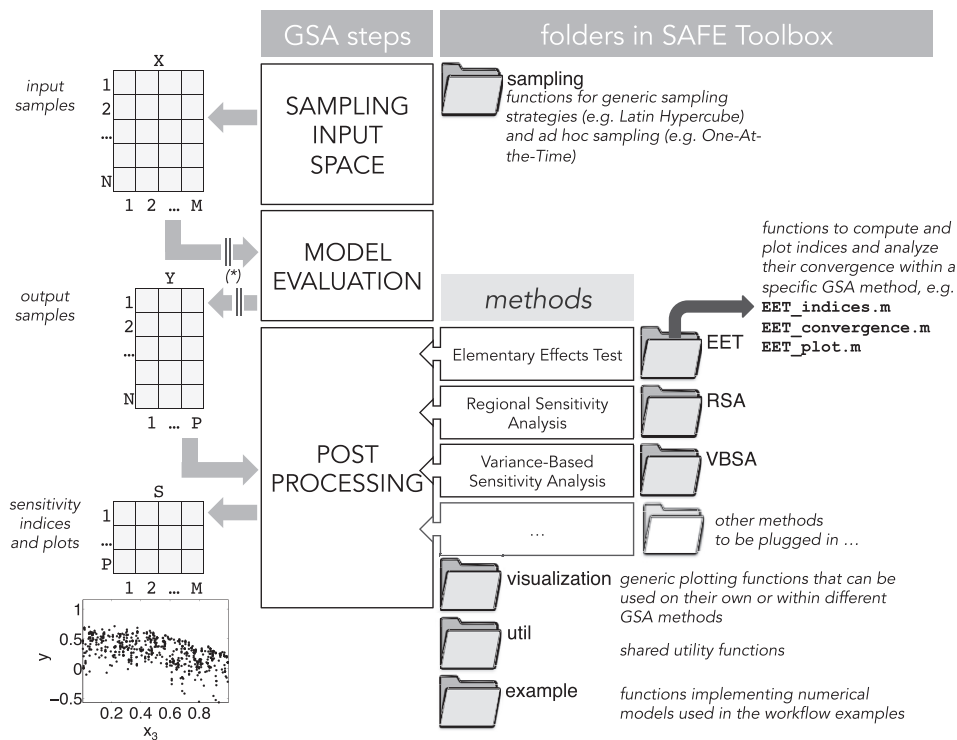 GSA steps
folders in SAFE Toolbox
X
input
samples
1
2
...
N
1 2 ... M
SAMPLING
INPUT
SPACE
sampling
functions for generic sampling
strategies (e.g. Latin Hypercube)
and ad hoc sampling (e.g. One-At-
the-Time)
MODEL
EVALUATION
(*)
Y
output
samples
1
2
...
N
1 ... P
methods
functions to compute and
plot indices and analyze
their convergence within a
specific GSA method, e.g.
EET_indices.m
EET_convergence.m
EET_plot.m
POST
PROCESSING
Elementary Effects Test
EET
Regional Sensitivity
Analysis
RSA
Variance-Based
Sensitivity Analysis
VBSA
...
other methods
to be plugged in ...
S
sensitivity
indices
and plots
1
...
P
1 2 ... M
visualization
generic plotting functions that can be
used on their own or within different
GSA methods
util
shared utility functions
example
functions implementing numerical
models used in the workflow examples
1
0.5
0
−0.5
y
0.2 0.4 0.6 0.8
x3